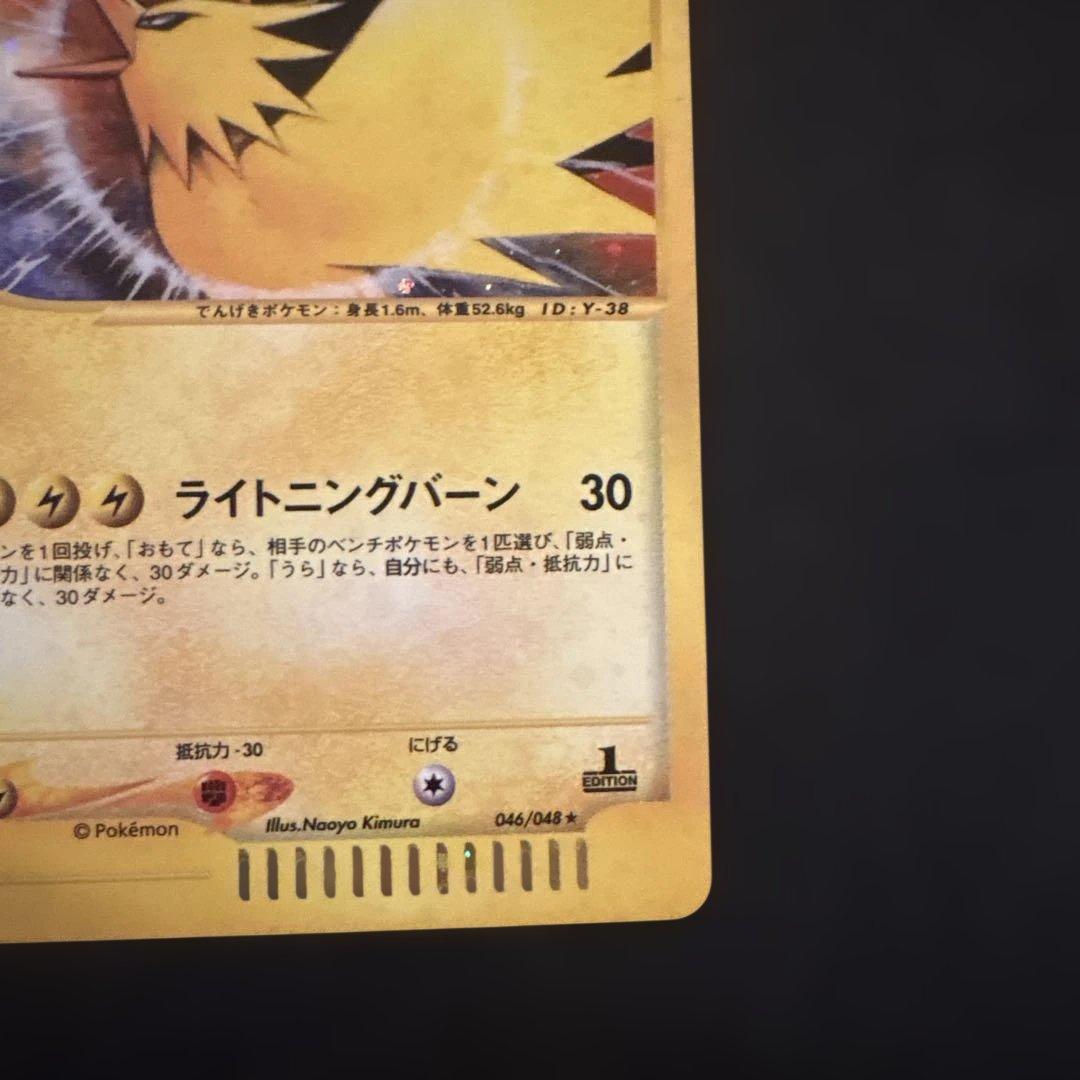 でんげきポケモン：身長1.6m、体重52.6kg ID:Y-38
ライトニングバーン 30
ンを1回投げ、「おもて」なら、相手のベンチポケモンを1匹選び、「弱点・
力」に関係なく、30ダメージ。「うら」なら、自分にも、「弱点・抵抗力」に
なく、30ダメージ。
抵抗力 -30 にげる
1
EDITION
© Pokémon Illus.Naoyo Kimura 046/048★